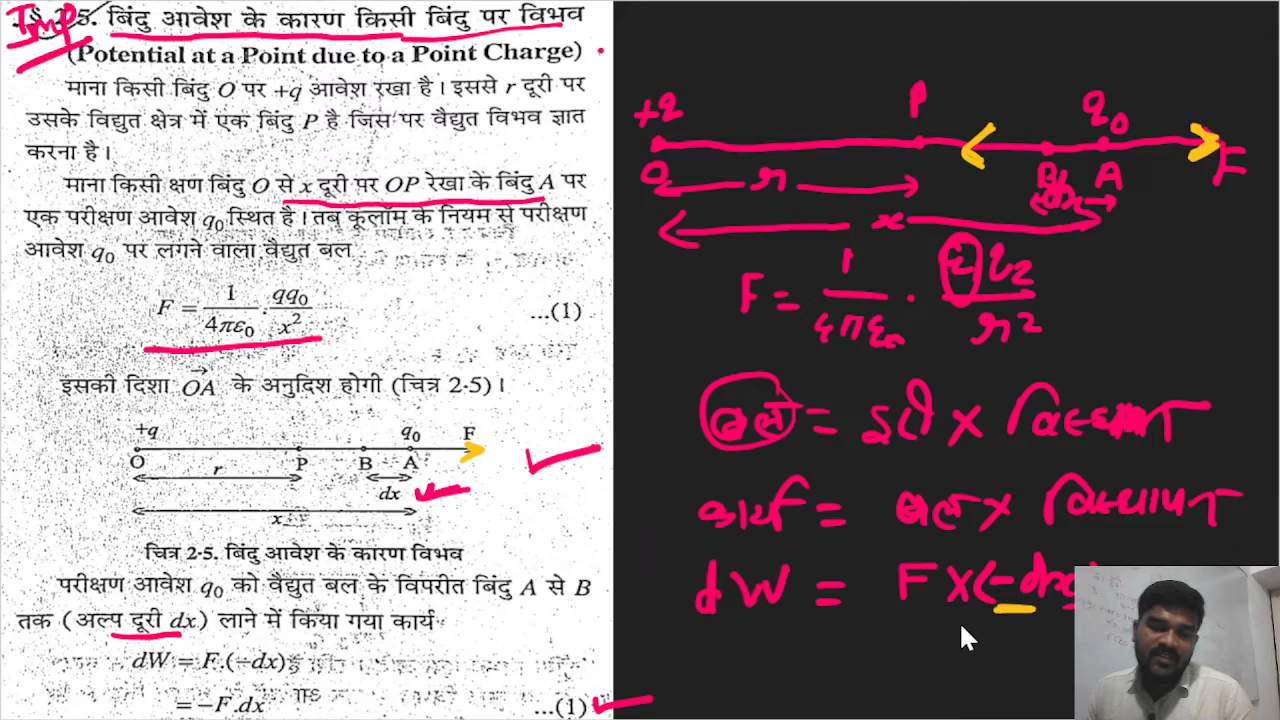 Imp
5. बिंदु आवेश के कारण किसी बिंदु पर विभव
(Potential at a Point due to a Point Charge)
माना किसी बिंदु O पर +q आवेश रखा है। इससे r दूरी पर
उसके विद्युत क्षेत्र में एक बिंदु P है जिस पर वैद्युत विभव ज्ञात
करना है।
माना किसी क्षण बिंदु O से x दूरी पर OP रेखा के बिंदु A पर
एक परीक्षण आवेश q₀ स्थित है। तब कूलॉम के नियम से परीक्षण
आवेश q₀ पर लगने वाला वैद्युत बल
F = 1/4πε₀ . qq₀/x² ...(1)
इसकी दिशा OA→ के अनुदिश होगी (चित्र 2·5)।
+q q₀ F
O r P B A
dx
x
चित्र 2·5. बिंदु आवेश के कारण विभव
परीक्षण आवेश q₀ को वैद्युत बल के विपरीत बिंदु A से B
तक (अल्प दूरी dx) लाने में किया गया कार्य
dW = F.(−dx)
= −F.dx ...(1)
+q P q₀
O B A F
r dx
x
F = 1/4πε₀ . q₂/r²
बल = × विस्थापन
कार्य = बल × विस्थापन
dW = F×(−dx)